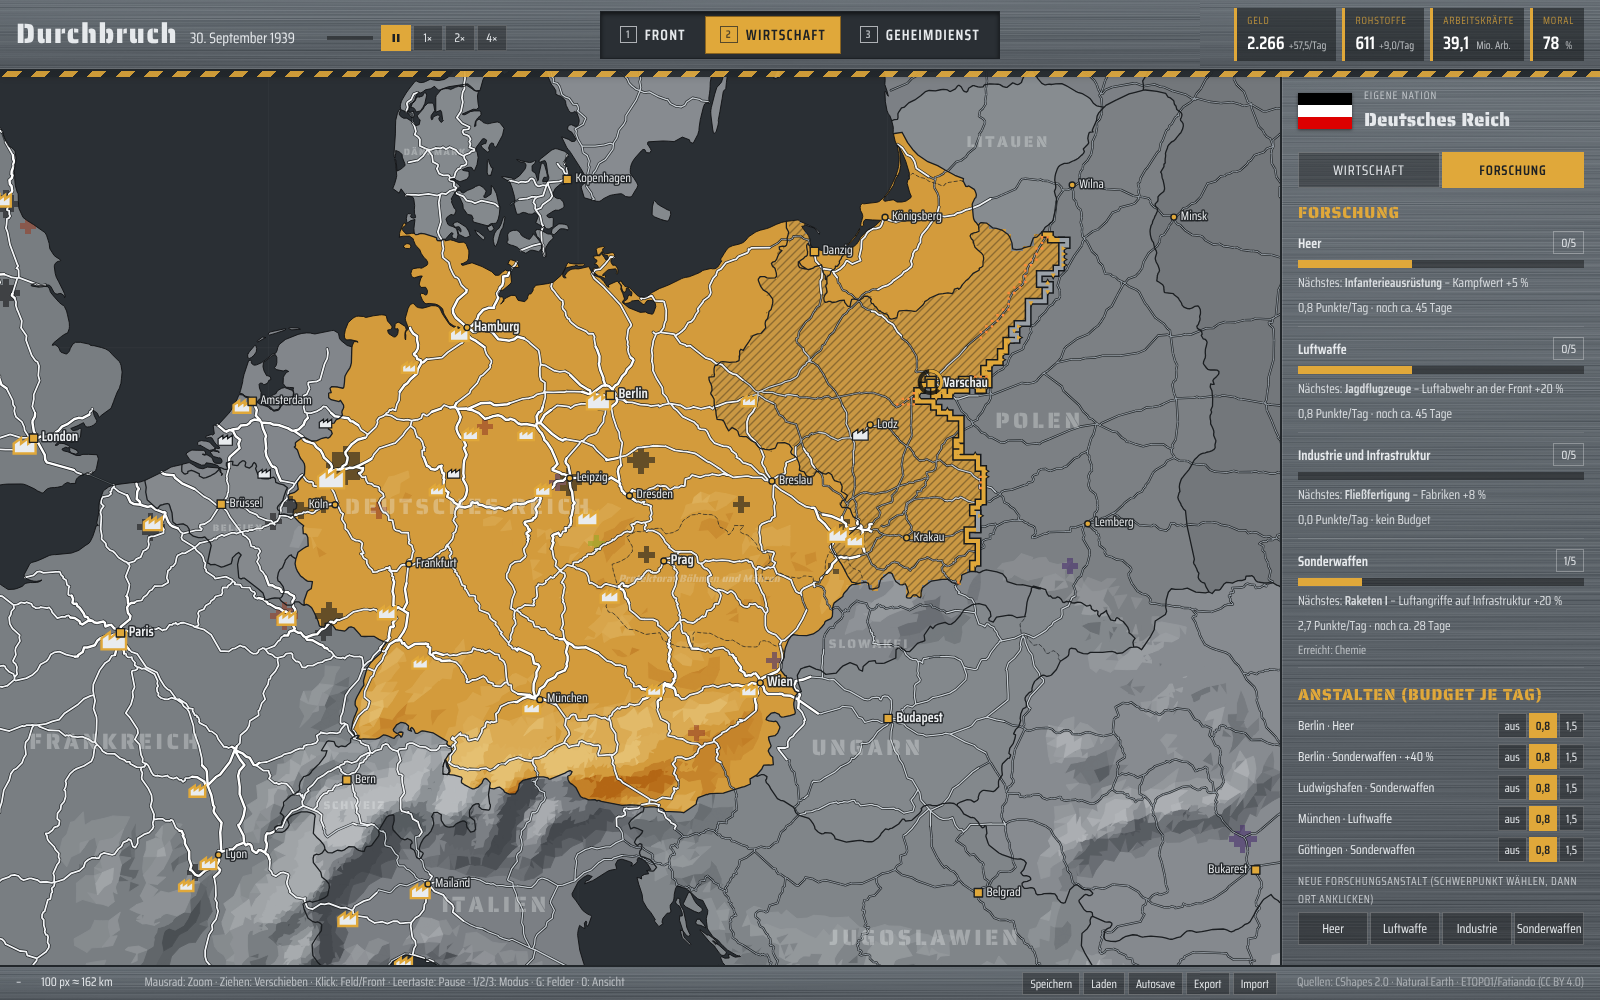 Durchbruch
30. September 1939
1×
2×
4×
1 FRONT
2 WIRTSCHAFT
3 GEHEIMDIENST
GELD
2.266 +57,5/Tag
ROHSTOFFE
611 +9,0/Tag
ARBEITSKRÄFTE
39,1 Mio. Arb.
MORAL
78 %
EIGENE NATION
Deutsches Reich
WIRTSCHAFT
FORSCHUNG
FORSCHUNG
Heer 0/5
Nächstes: Infanterieausrüstung – Kampfwert +5 %
0,8 Punkte/Tag · noch ca. 45 Tage
Luftwaffe 0/5
Nächstes: Jagdflugzeuge – Luftabwehr an der Front +20 %
0,8 Punkte/Tag · noch ca. 45 Tage
Industrie und Infrastruktur 0/5
Nächstes: Fließfertigung – Fabriken +8 %
0,0 Punkte/Tag · kein Budget
Sonderwaffen 1/5
Nächstes: Raketen I – Luftangriffe auf Infrastruktur +20 %
2,7 Punkte/Tag · noch ca. 28 Tage
Erreicht: Chemie
ANSTALTEN (BUDGET JE TAG)
Berlin · Heer aus 0,8 1,5
Berlin · Sonderwaffen · +40 % aus 0,8 1,5
Ludwigshafen · Sonderwaffen aus 0,8 1,5
München · Luftwaffe aus 0,8 1,5
Göttingen · Sonderwaffen aus 0,8 1,5
NEUE FORSCHUNGSANSTALT (SCHWERPUNKT WÄHLEN, DANN
ORT ANKLICKEN)
Heer
Luftwaffe
Industrie
Sonderwaffen
DÄNEMARK
LITAUEN
Kopenhagen
Wilna
Minsk
Königsberg
Danzig
Hamburg
Berlin
Warschau
Amsterdam
London
Lodz
POLEN
Leipzig
Breslau
Dresden
Brüssel
BELGIEN
Köln
DEUTSCHES REICH
Lemberg
Krakau
Frankfurt
Prag
Protektorat Böhmen und Mähren
Paris
SLOWAKEI
Wien
München
Budapest
FRANKREICH
UNGARN
Bern
SCHWEIZ
Lyon
Mailand
ITALIEN
Bukarest
Belgrad
JUGOSLAWIEN
–
100 px ≈ 162 km
Mausrad: Zoom · Ziehen: Verschieben · Klick: Feld/Front · Leertaste: Pause · 1/2/3: Modus · G: Felder · O: Ansicht
Speichern
Laden
Autosave
Export
Import
Quellen: CShapes 2.0 · Natural Earth · ETOPO1/Fatiando (CC BY 4.0)